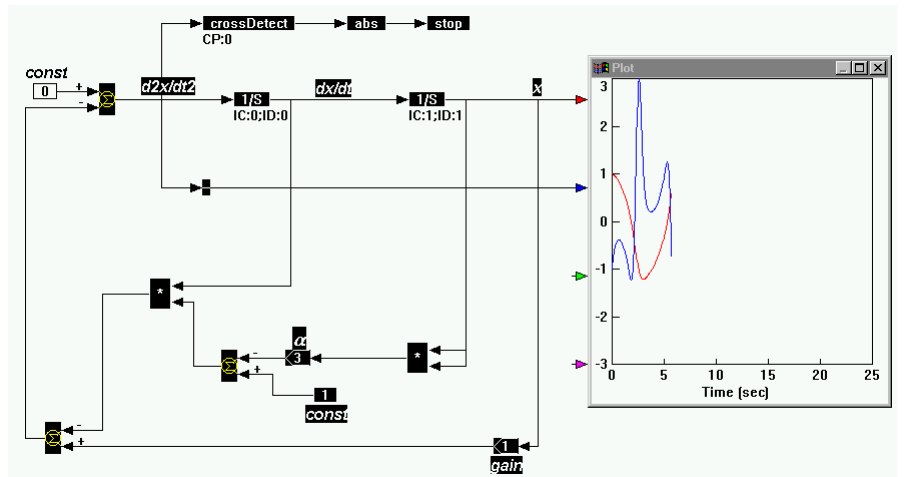 crossDetect
abs
stop
CP:0
const
0
+
-
Σ
d2x/dt2
1/S
IC:0;ID:0
dx/dt
1/S
IC:1;ID:1
x
-
*
*
α
3
-
+
Σ
1
const
-
+
Σ
1
gain
Plot
3
2
1
0
-1
-2
-3
0 5 10 15 20 25
Time (sec)